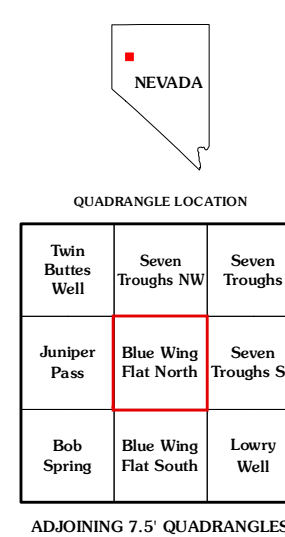 NEVADA
QUADRANGLE LOCATION
Twin
Buttes
Well
Seven
Troughs NW
Seven
Troughs
Juniper
Pass
Blue Wing
Flat North
Seven
Troughs S
Bob
Spring
Blue Wing
Flat South
Lowry
Well
ADJOINING 7.5' QUADRANGLES